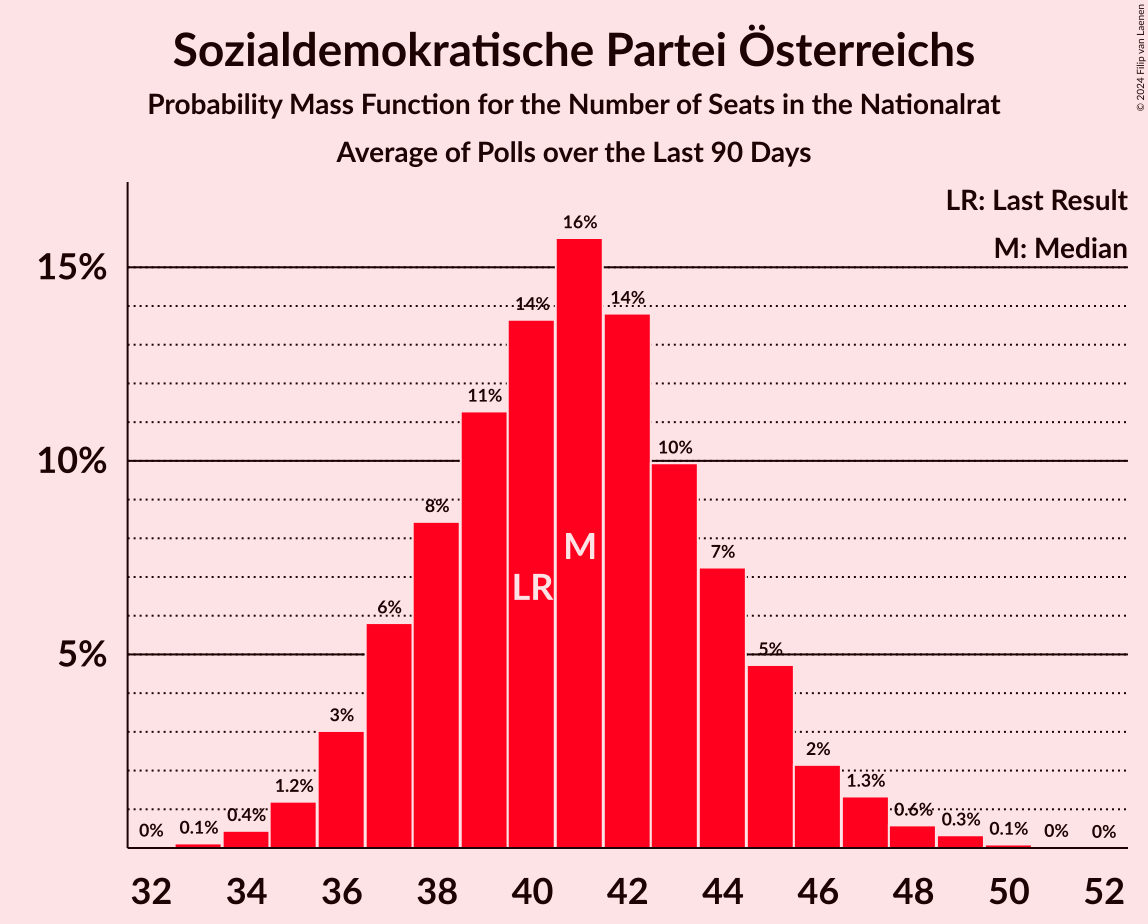 Sozialdemokratische Partei Österreichs
Probability Mass Function for the Number of Seats in the Nationalrat
Average of Polls over the Last 90 Days
© 2024 Filip van Laenen
LR: Last Result
M: Median
15%
10%
5%
0%
0.1%
0.4%
1.2%
3%
6%
8%
11%
14%
16%
14%
10%
7%
5%
2%
1.3%
0.6%
0.3%
0.1%
0%
0%
LR
M
32 34 36 38 40 42 44 46 48 50 52